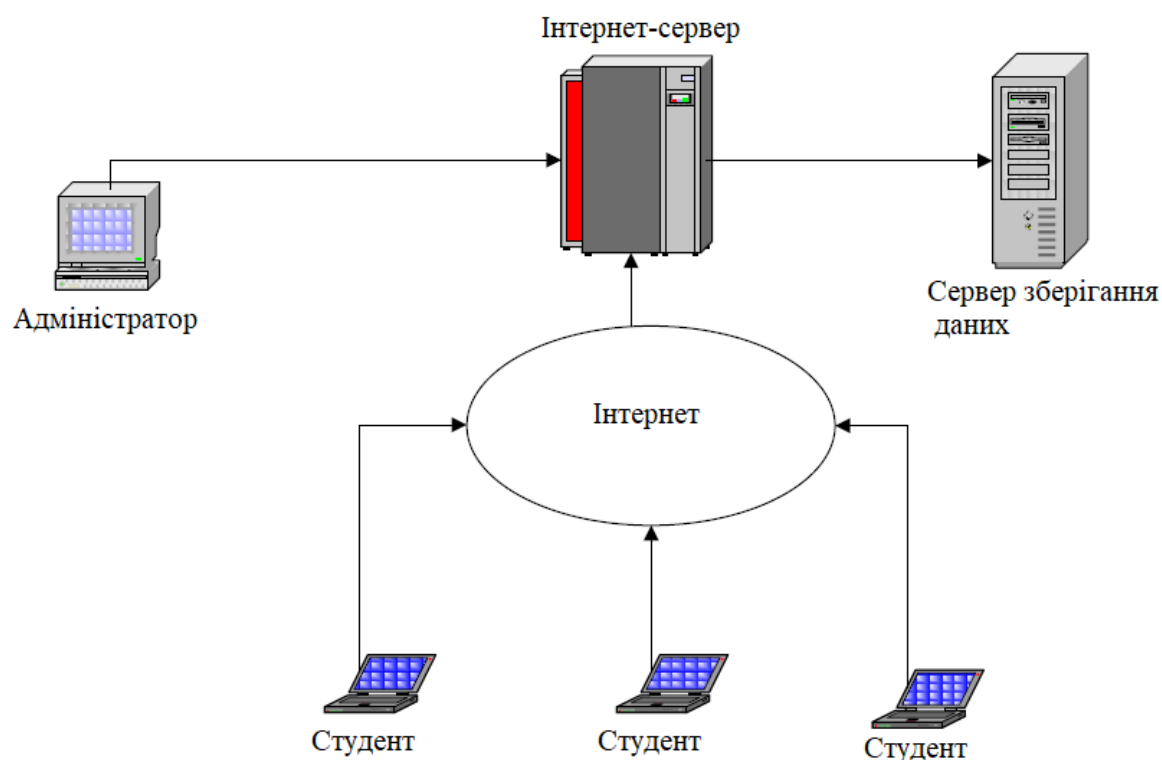 Інтернет-сервер
Адміністратор
Сервер зберігання
даних
Інтернет
Студент
Студент
Студент